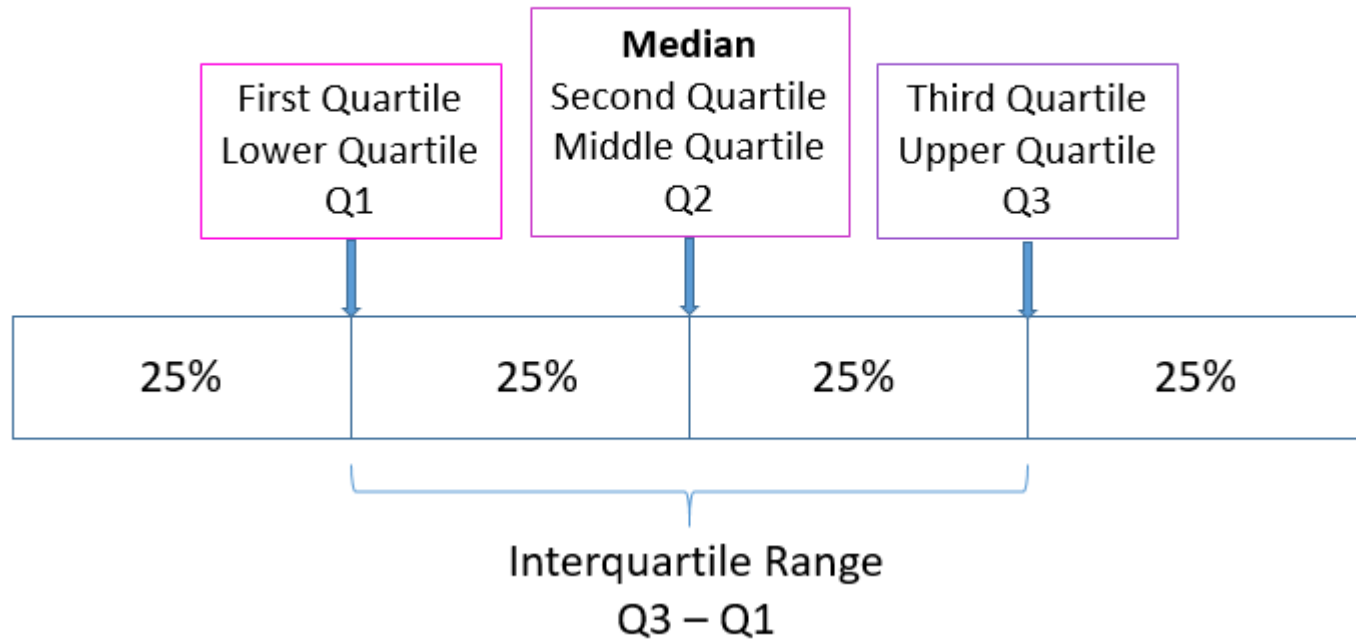 First Quartile
Lower Quartile
Q1
Median
Second Quartile
Middle Quartile
Q2
Third Quartile
Upper Quartile
Q3
25%
25%
25%
25%
Interquartile Range
Q3 – Q1